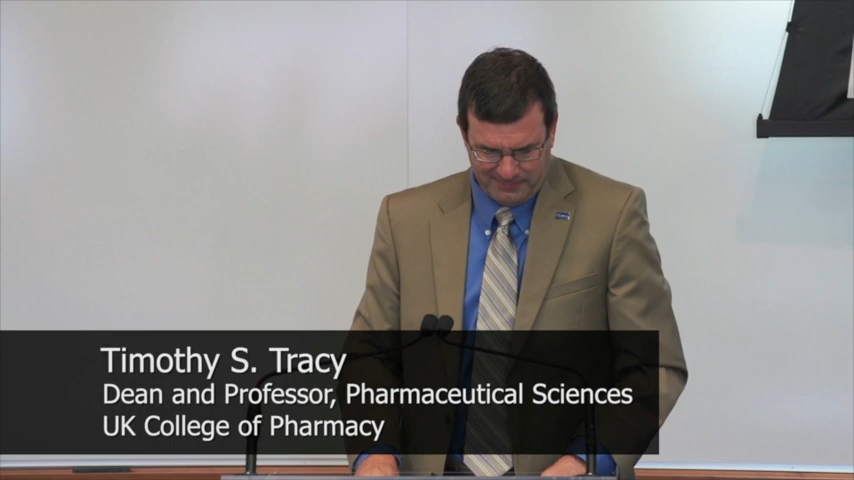 Timothy S. Tracy
Dean and Professor, Pharmaceutical Sciences
UK College of Pharmacy